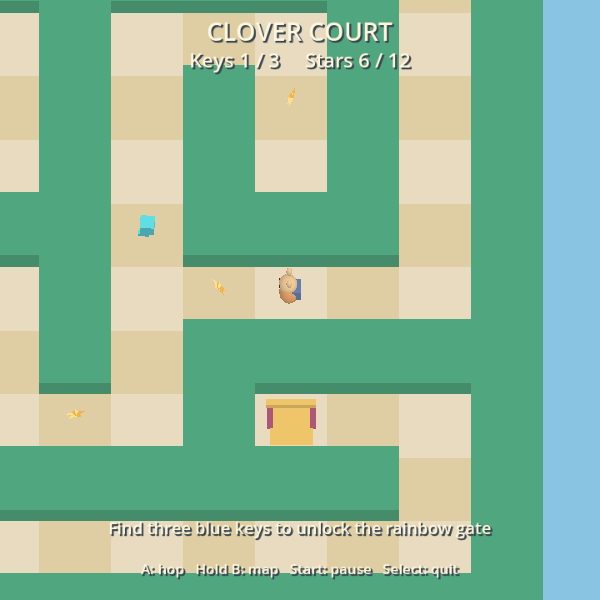 CLOVER COURT
Keys 1 / 3 Stars 6 / 12
Find three blue keys to unlock the rainbow gate
A: hop Hold B: map Start: pause Select: quit